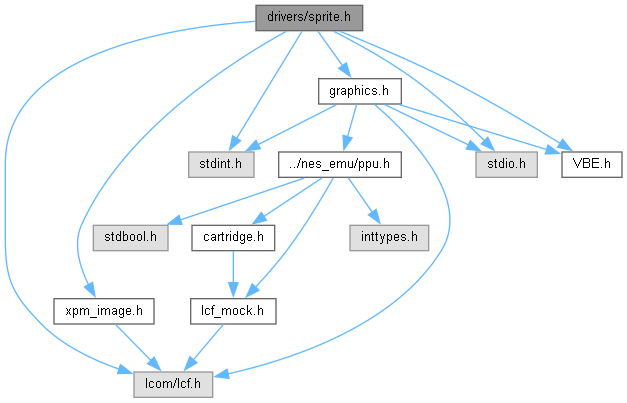 drivers/sprite.h
graphics.h
stdint.h
../nes_emu/ppu.h
stdio.h
VBE.h
stdbool.h
cartridge.h
inttypes.h
xpm_image.h
lcf_mock.h
lcom/lcf.h